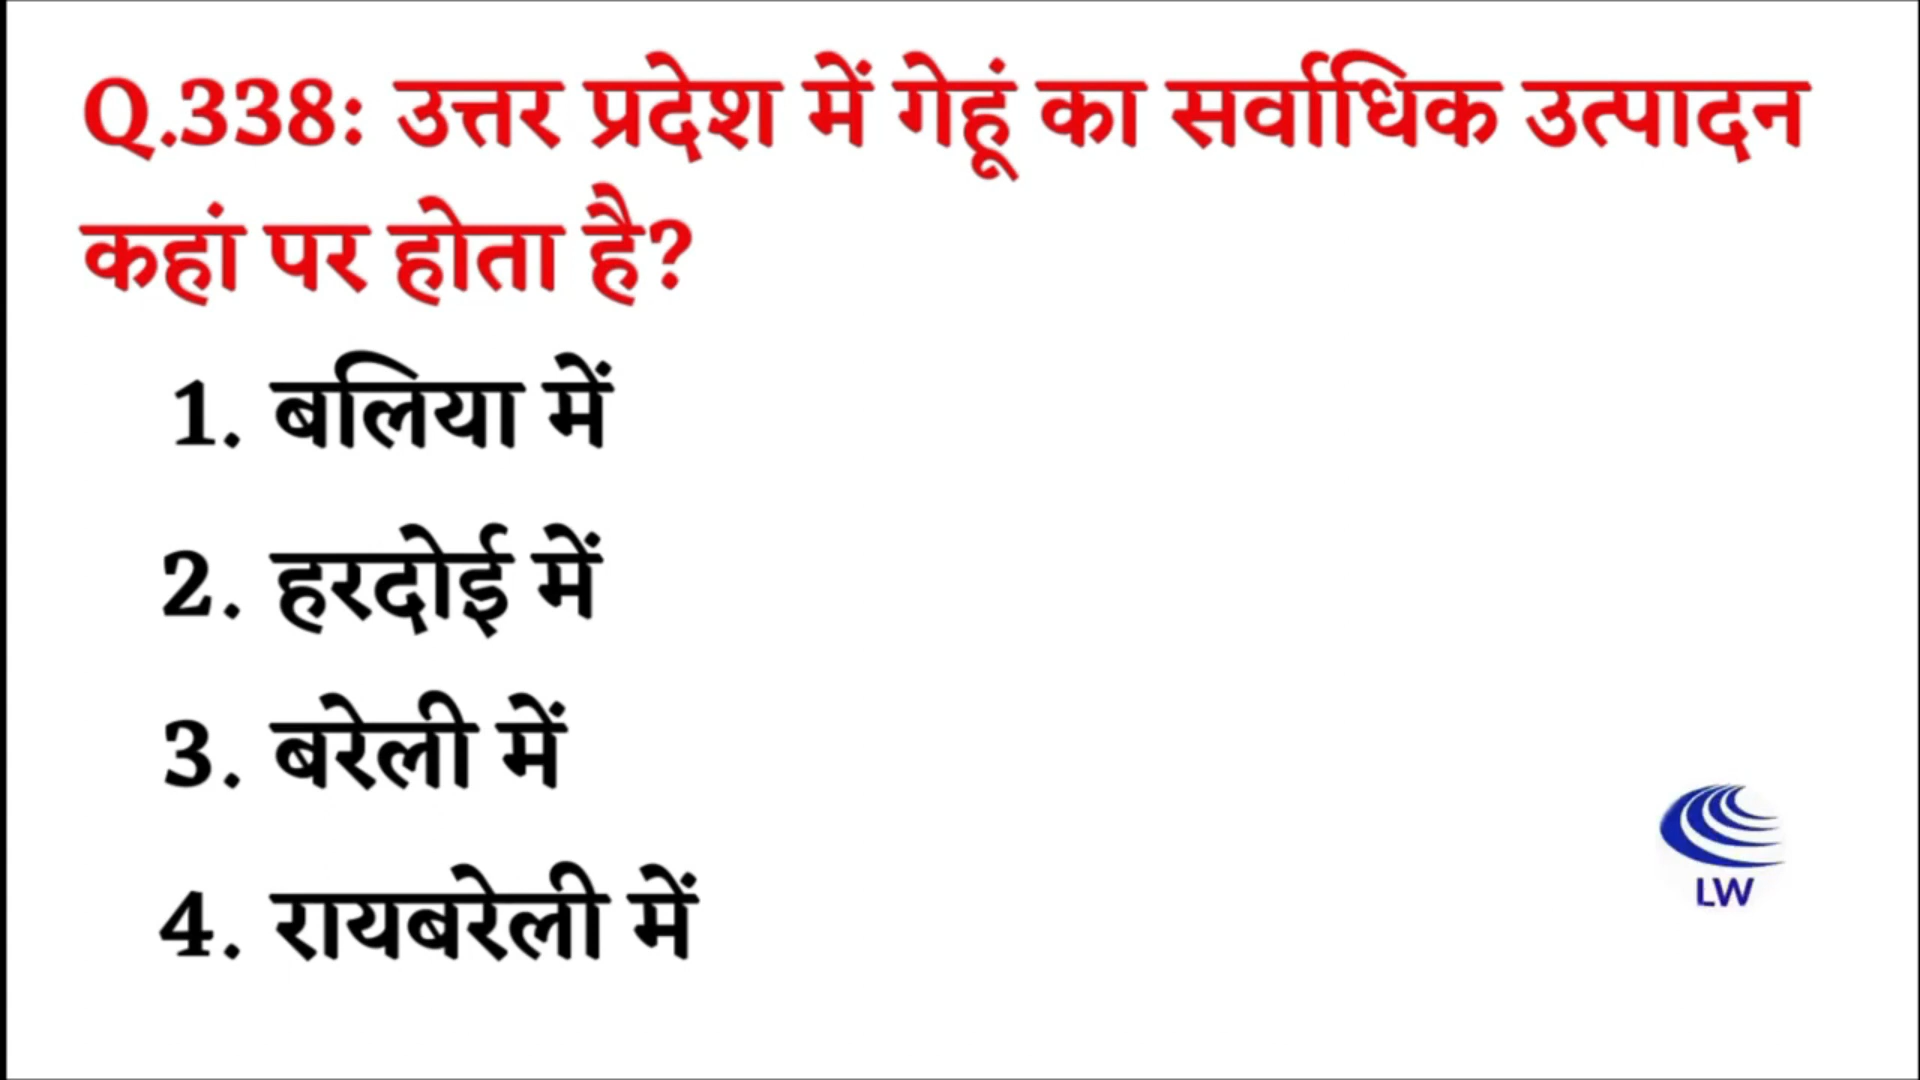 Q.338: उत्तर प्रदेश में गेहूं का सर्वाधिक उत्पादन
कहां पर होता है?
1. बलिया में
2. हरदोई में
3. बरेली में
4. रायबरेली में
LW